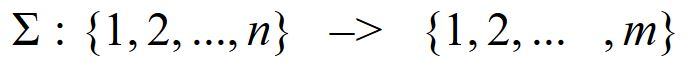 Σ : {1, 2, ..., n} –> {1, 2, ... , m}